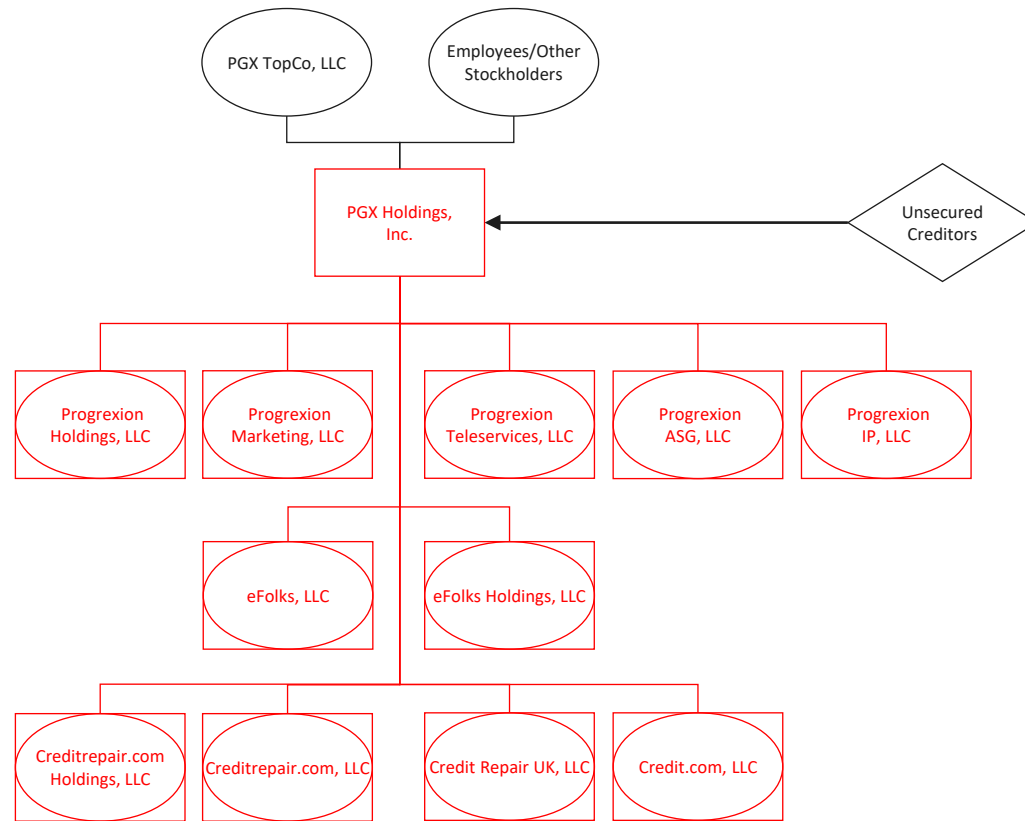 PGX TopCo, LLC
Employees/Other
Stockholders
PGX Holdings,
Inc.
Unsecured
Creditors
Progrexion
Holdings, LLC
Progrexion
Marketing, LLC
Progrexion
Teleservices, LLC
Progrexion
ASG, LLC
Progrexion
IP, LLC
eFolks, LLC
eFolks Holdings, LLC
Creditrepair.com
Holdings, LLC
Creditrepair.com, LLC
Credit Repair UK, LLC
Credit.com, LLC